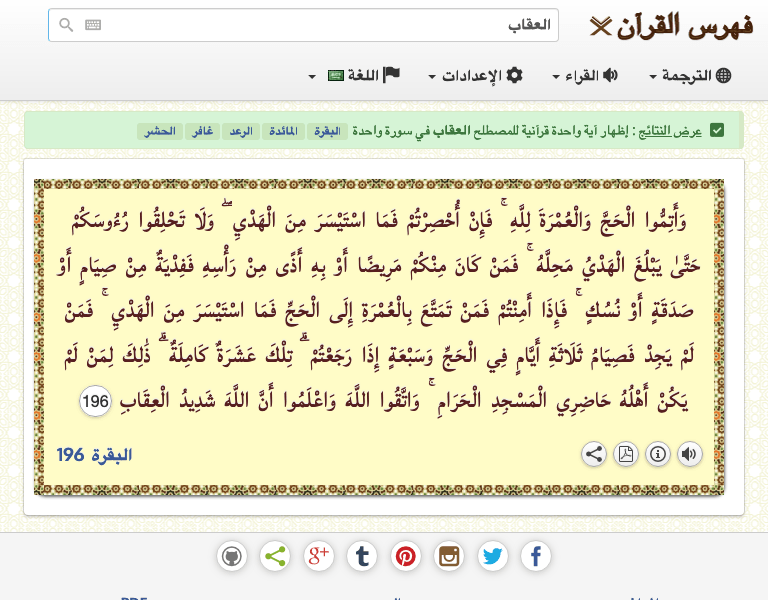 فهرس القرآن
العقاب
الترجمة
القراء
الإعدادات
اللغة
عرض النتائج : إظهار آية واحدة قرآنية للمصطلح العقاب في سورة واحدة البقرة المائدة الرعد غافر الحشر
وَأَتِمُّوا الْحَجَّ وَالْعُمْرَةَ لِلَّهِ ۚ فَإِنْ أُحْصِرْتُمْ فَمَا اسْتَيْسَرَ مِنَ الْهَدْيِ ۖ وَلَا تَحْلِقُوا رُءُوسَكُمْ
حَتَّىٰ يَبْلُغَ الْهَدْيُ مَحِلَّهُ ۚ فَمَنْ كَانَ مِنْكُمْ مَرِيضًا أَوْ بِهِ أَذًى مِنْ رَأْسِهِ فَفِدْيَةٌ مِنْ صِيَامٍ أَوْ
صَدَقَةٍ أَوْ نُسُكٍ ۚ فَإِذَا أَمِنْتُمْ فَمَنْ تَمَتَّعَ بِالْعُمْرَةِ إِلَى الْحَجِّ فَمَا اسْتَيْسَرَ مِنَ الْهَدْيِ ۚ فَمَنْ
لَمْ يَجِدْ فَصِيَامُ ثَلَاثَةِ أَيَّامٍ فِي الْحَجِّ وَسَبْعَةٍ إِذَا رَجَعْتُمْ ۗ تِلْكَ عَشَرَةٌ كَامِلَةٌ ۗ ذَٰلِكَ لِمَنْ لَمْ
يَكُنْ أَهْلُهُ حَاضِرِي الْمَسْجِدِ الْحَرَامِ ۚ وَاتَّقُوا اللَّهَ وَاعْلَمُوا أَنَّ اللَّهَ شَدِيدُ الْعِقَابِ 196
البقرة 196